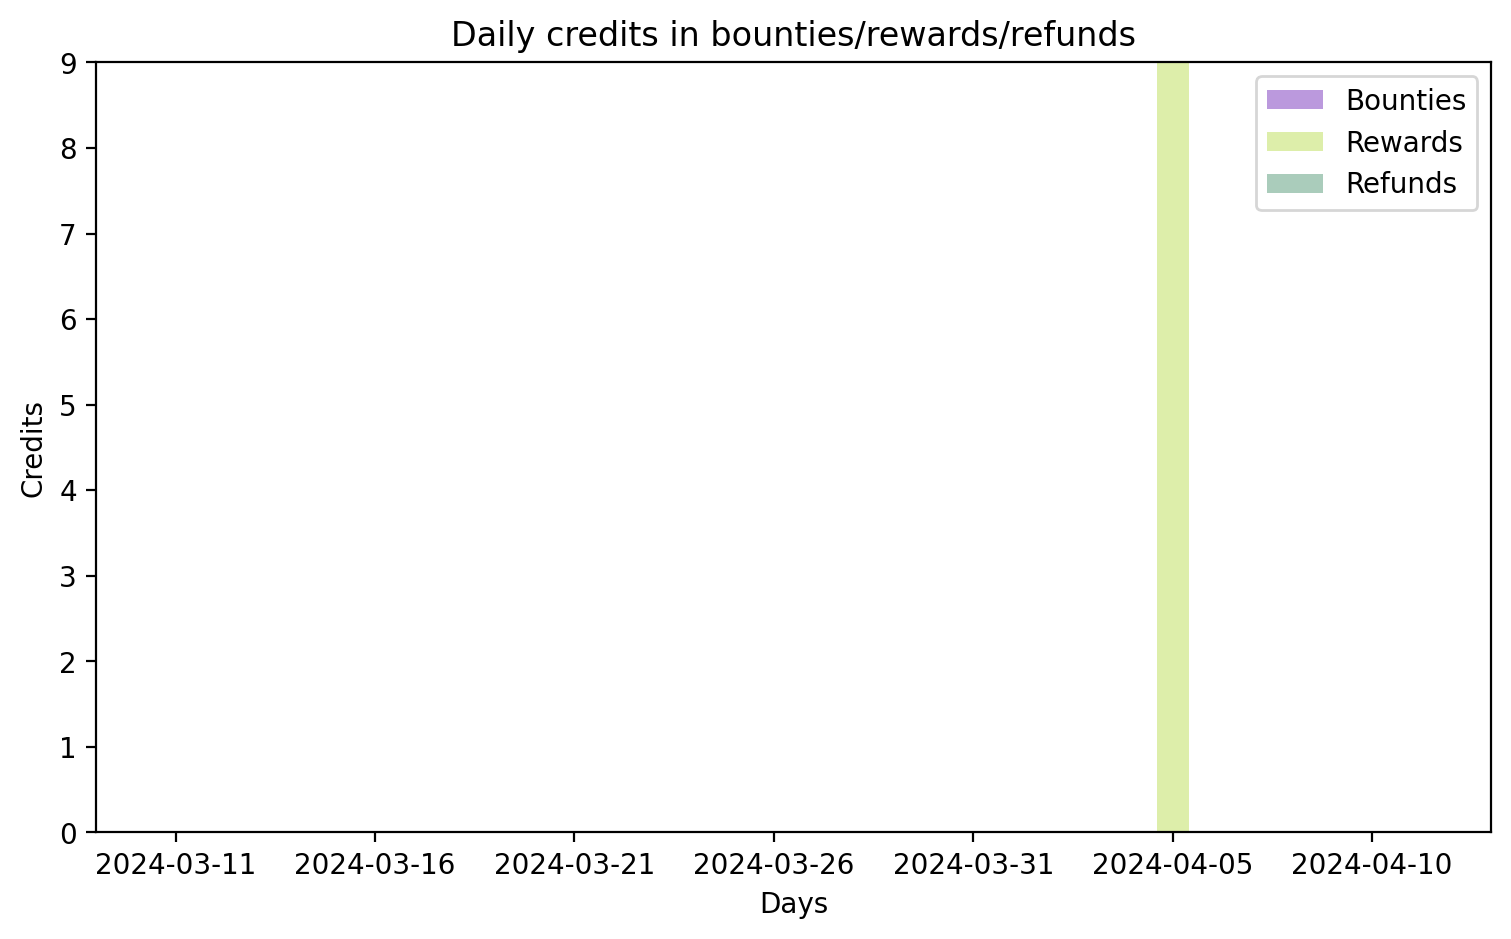 Daily credits in bounties/rewards/refunds
9
8
7
6
5
4
3
2
1
0
Credits
Bounties
Rewards
Refunds
2024-03-11 2024-03-16 2024-03-21 2024-03-26 2024-03-31 2024-04-05 2024-04-10
Days